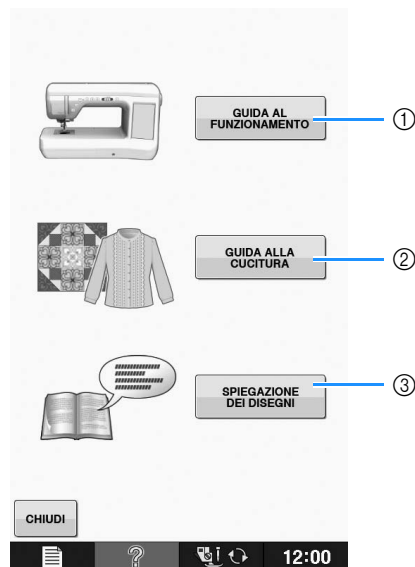 GUIDA AL
FUNZIONAMENTO
①
GUIDA ALLA
CUCITURA
②
SPIEGAZIONE
DEI DISEGNI
③
CHIUDI
12:00